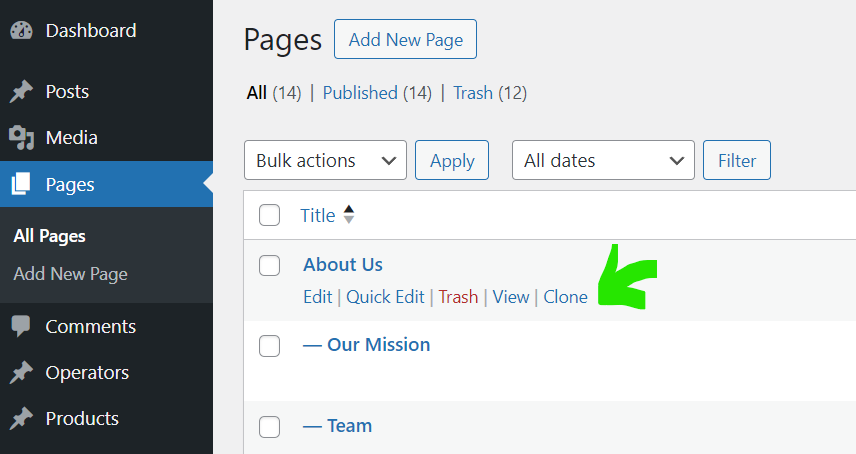 Dashboard
Posts
Media
Pages
All Pages
Add New Page
Comments
Operators
Products
Pages Add New Page
All (14) | Published (14) | Trash (12)
Bulk actions Apply All dates Filter
Title
About Us
Edit | Quick Edit | Trash | View | Clone
— Our Mission
— Team